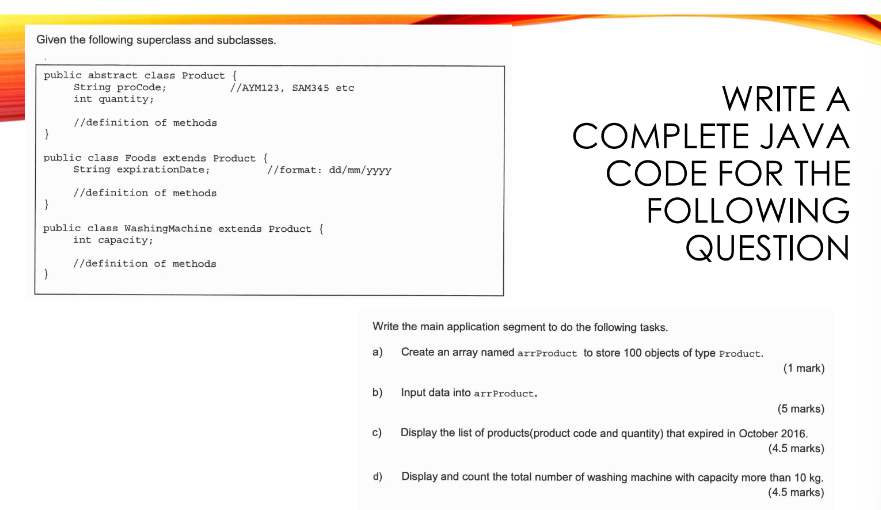 Given the following superclass and subclasses.
public abstract class Product {
String proCode; //AYM123, SAM345 etc
int quantity;
//definition of methods
}
public class Foods extends Product {
String expirationDate; //format: dd/mm/yyyy
//definition of methods
}
public class WashingMachine extends Product {
int capacity;
//definition of methods
}
WRITE A
COMPLETE JAVA
CODE FOR THE
FOLLOWING
QUESTION
Write the main application segment to do the following tasks.
a) Create an array named arrProduct to store 100 objects of type Product.
(1 mark)
b) Input data into arrProduct.
(5 marks)
c) Display the list of products(product code and quantity) that expired in October 2016.
(4.5 marks)
d) Display and count the total number of washing machine with capacity more than 10 kg.
(4.5 marks)